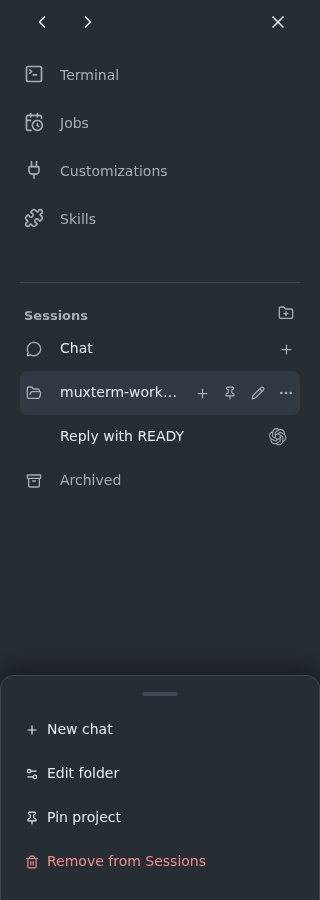 Terminal
Jobs
Customizations
Skills
Sessions
Chat
muxterm-work...
Reply with READY
Archived
New chat
Edit folder
Pin project
Remove from Sessions